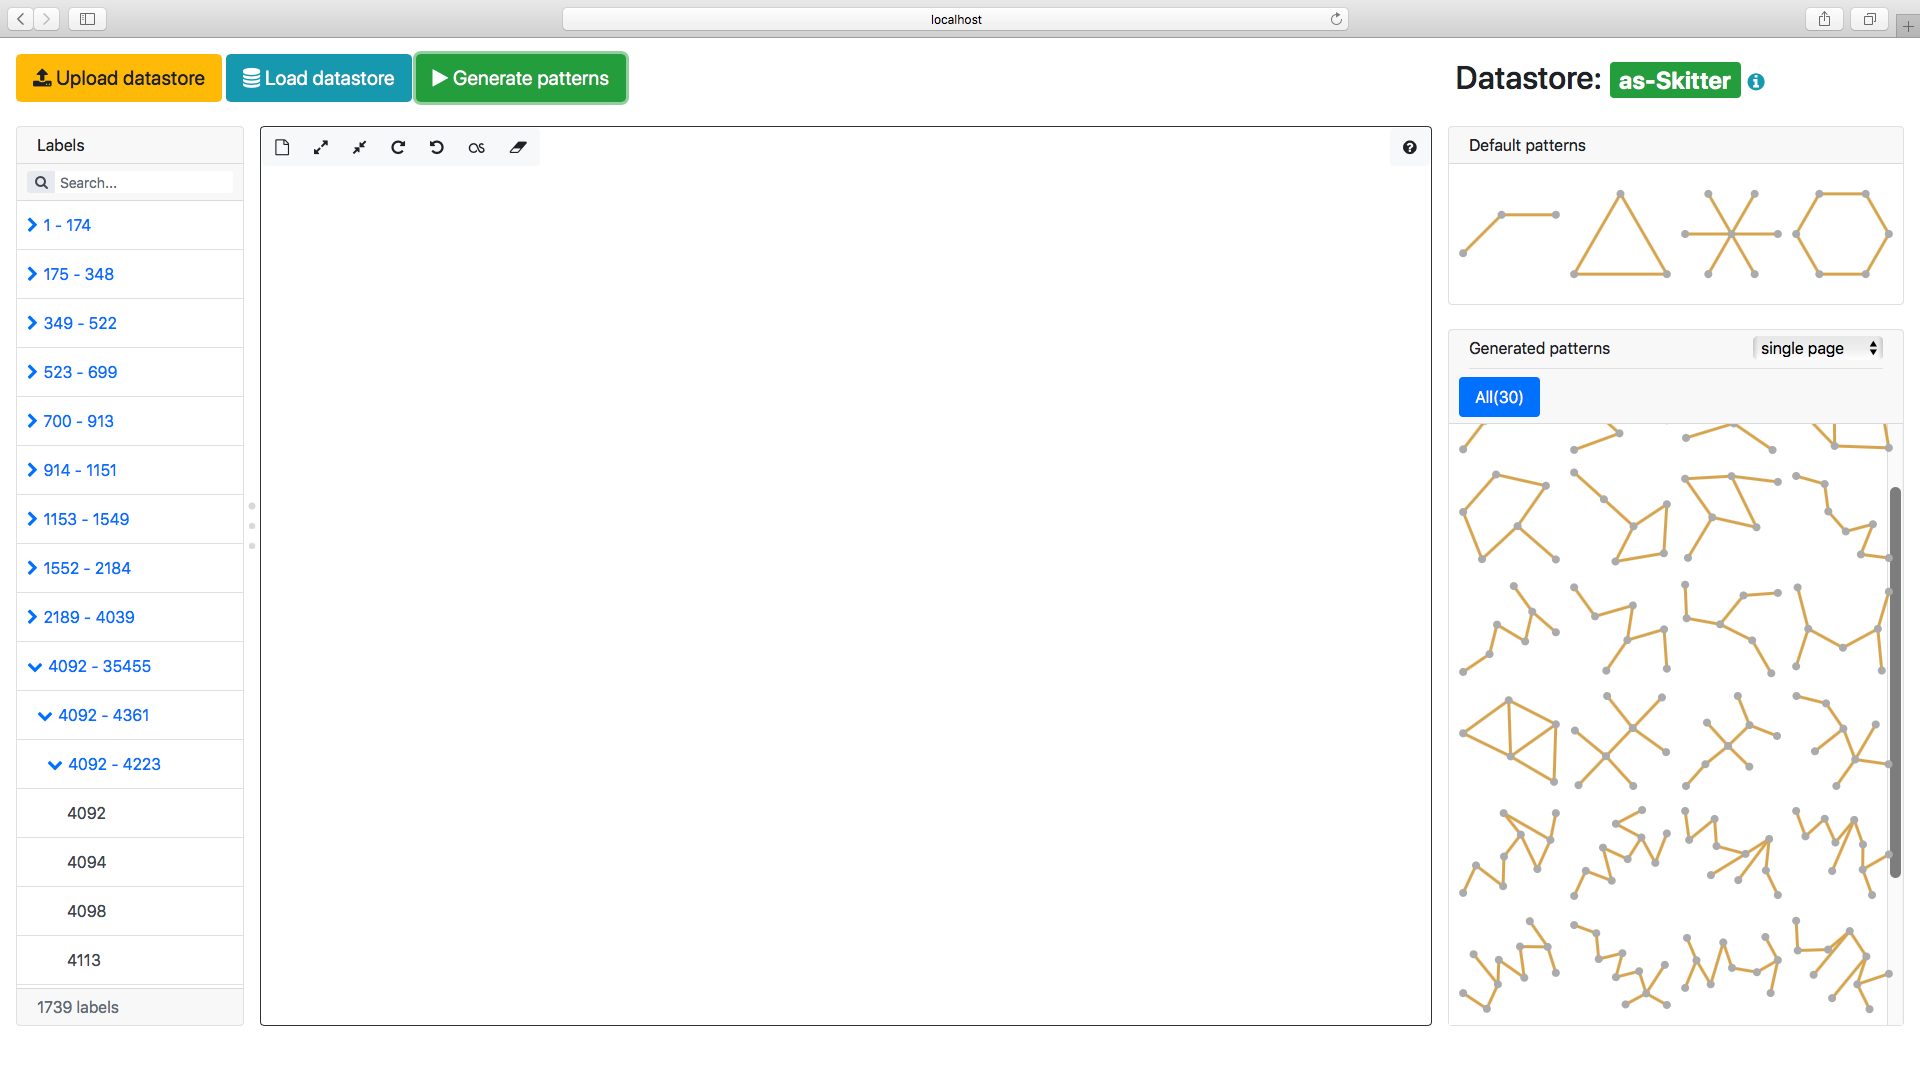 localhost
Upload datastore
Load datastore
Generate patterns
Datastore: as-Skitter
Labels
Search...
1 - 174
175 - 348
349 - 522
523 - 699
700 - 913
914 - 1151
1153 - 1549
1552 - 2184
2189 - 4039
4092 - 35455
4092 - 4361
4092 - 4223
4092
4094
4098
4113
1739 labels
Default patterns
Generated patterns
single page
All(30)